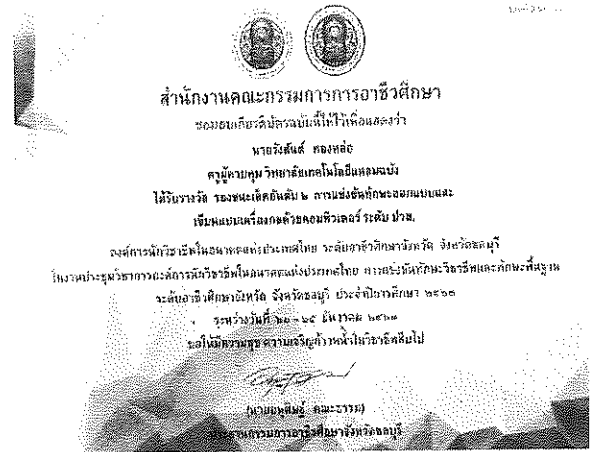 สำนักงานคณะกรรมการการอาชีวศึกษา
ขอมอบเกียรติบัตรฉบับนี้ให้ไว้เพื่อแสดงว่า
นายรังสันต์ ทองหล่อ
ครูผู้ควบคุม วิทยาลัยเทคโนโลยีแหลมฉบัง
ได้รับรางวัล รองชนะเลิศอันดับ ๒ การแข่งขันทักษะออกแบบและ
เขียนแบบเครื่องกลด้วยคอมพิวเตอร์ ระดับ ปวส.
องค์การนักวิชาชีพในอนาคตแห่งประเทศไทย ระดับอาชีวศึกษาจังหวัด จังหวัดชลบุรี
ในงานประชุมวิชาการองค์การนักวิชาชีพในอนาคตแห่งประเทศไทย การแข่งขันทักษะวิชาชีพและทักษะพื้นฐาน
ระดับอาชีวศึกษาจังหวัด จังหวัดชลบุรี ประจำปีการศึกษา
ระหว่างวันที่ ธันวาคม
ขอให้มีความสุข ความเจริญก้าวหน้าในวิชาชีพสืบไป
คณะธรรม)
ประธานกรรมการอาชีวศึกษาจังหวัดชลบุรี